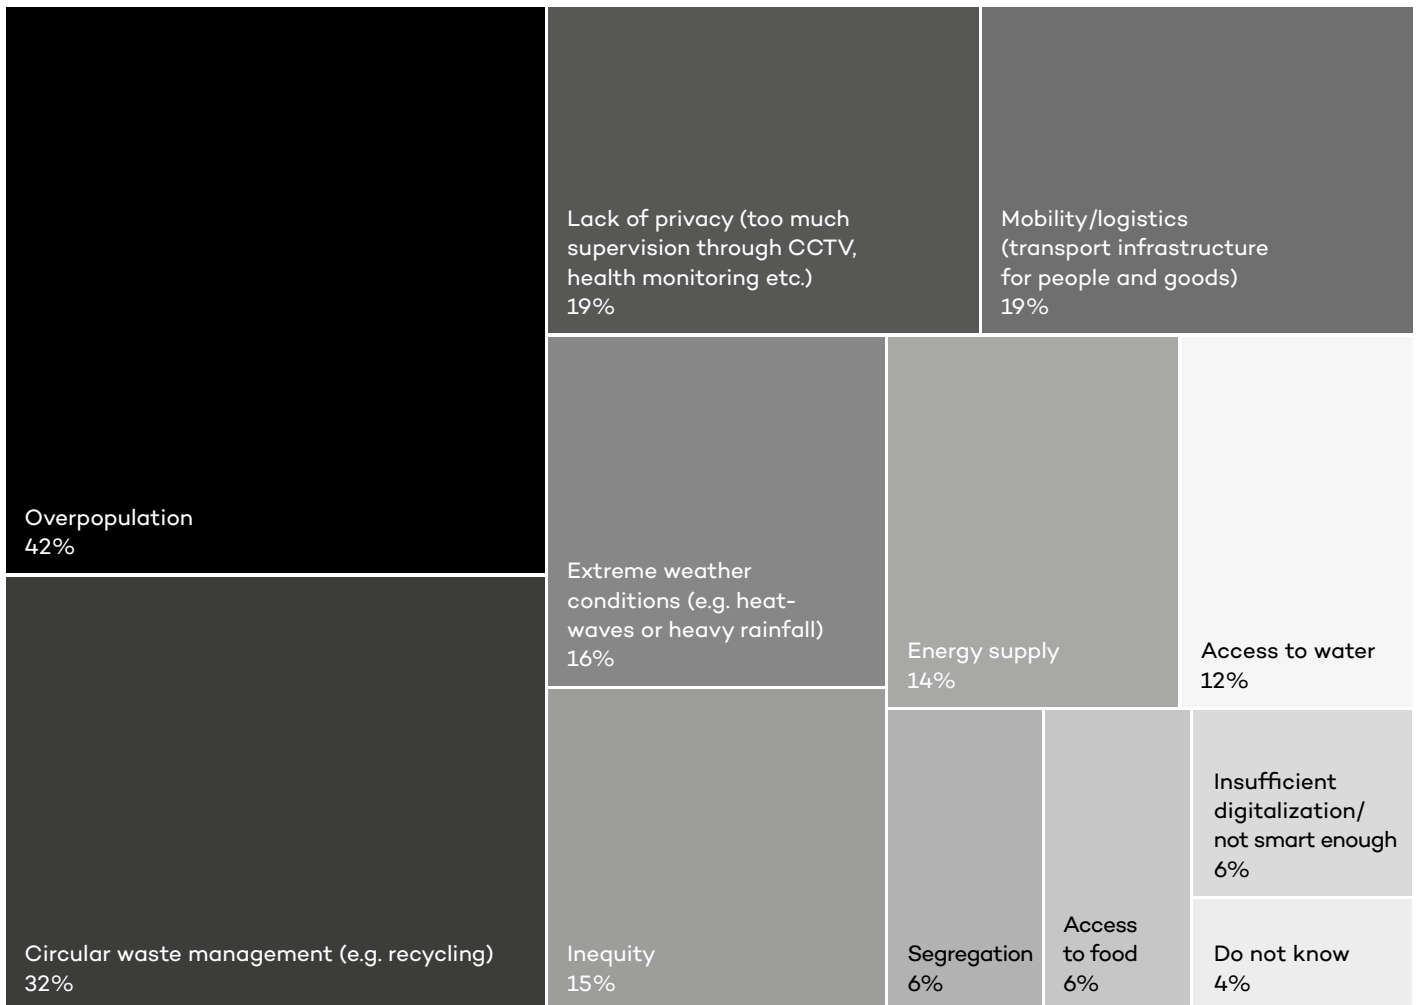 Overpopulation
42%
Circular waste management (e.g. recycling)
32%
Lack of privacy (too much
supervision through CCTV,
health monitoring etc.)
19%
Mobility/logistics
(transport infrastructure
for people and goods)
19%
Extreme weather
conditions (e.g. heat-
waves or heavy rainfall)
16%
Inequity
15%
Energy supply
14%
Access to water
12%
Segregation
6%
Access
to food
6%
Insufficient
digitalization/
not smart enough
6%
Do not know
4%